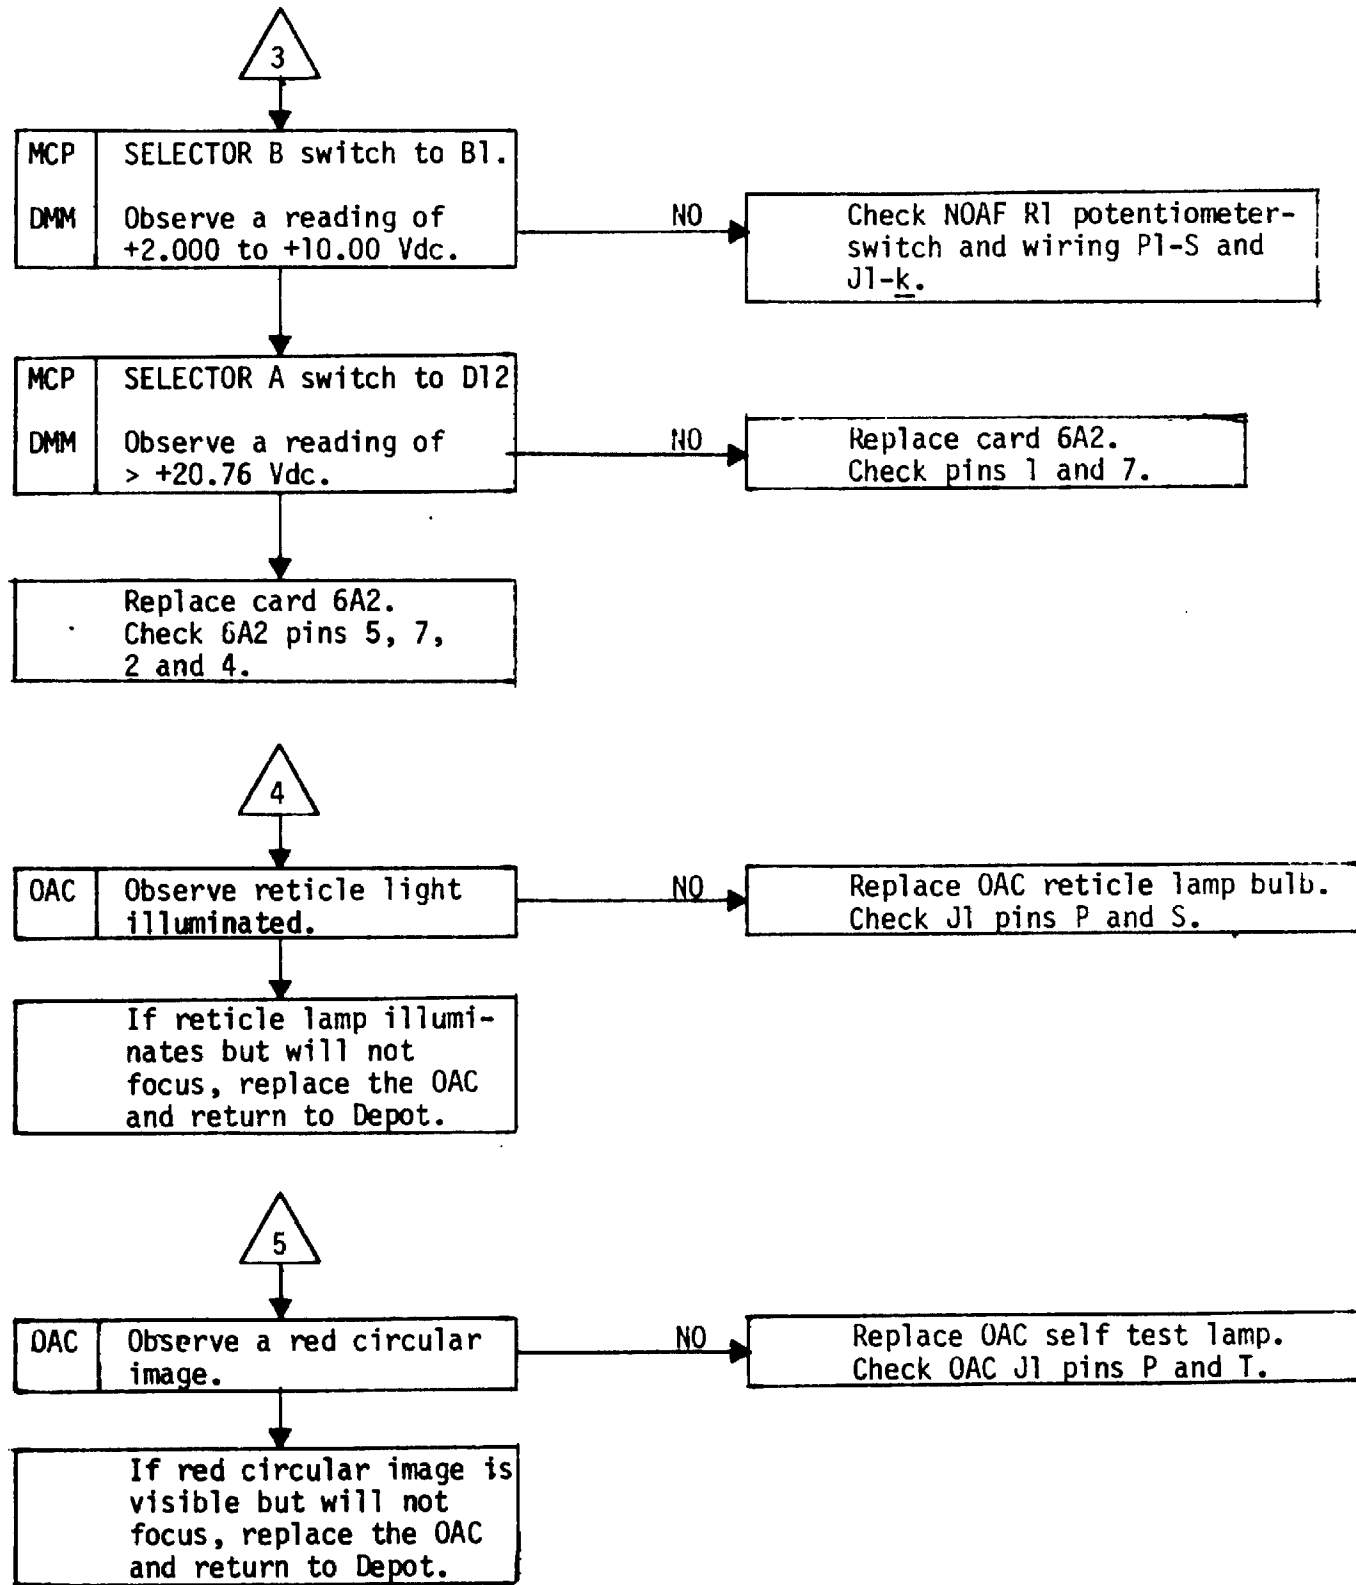 3
MCP SELECTOR B switch to B1.
DMM Observe a reading of
+2.000 to +10.00 Vdc.
NO
Check NOAF R1 potentiometer-
switch and wiring P1-S and
J1-k.
MCP SELECTOR A switch to D12
DMM Observe a reading of
> +20.76 Vdc.
NO
Replace card 6A2.
Check pins 1 and 7.
Replace card 6A2.
Check 6A2 pins 5, 7,
2 and 4.
4
OAC Observe reticle light
illuminated.
NO
Replace OAC reticle lamp bulb.
Check J1 pins P and S.
If reticle lamp illumi-
nates but will not
focus, replace the OAC
and return to Depot.
5
OAC Observe a red circular
image.
NO
Replace OAC self test lamp.
Check OAC J1 pins P and T.
If red circular image is
visible but will not
focus, replace the OAC
and return to Depot.